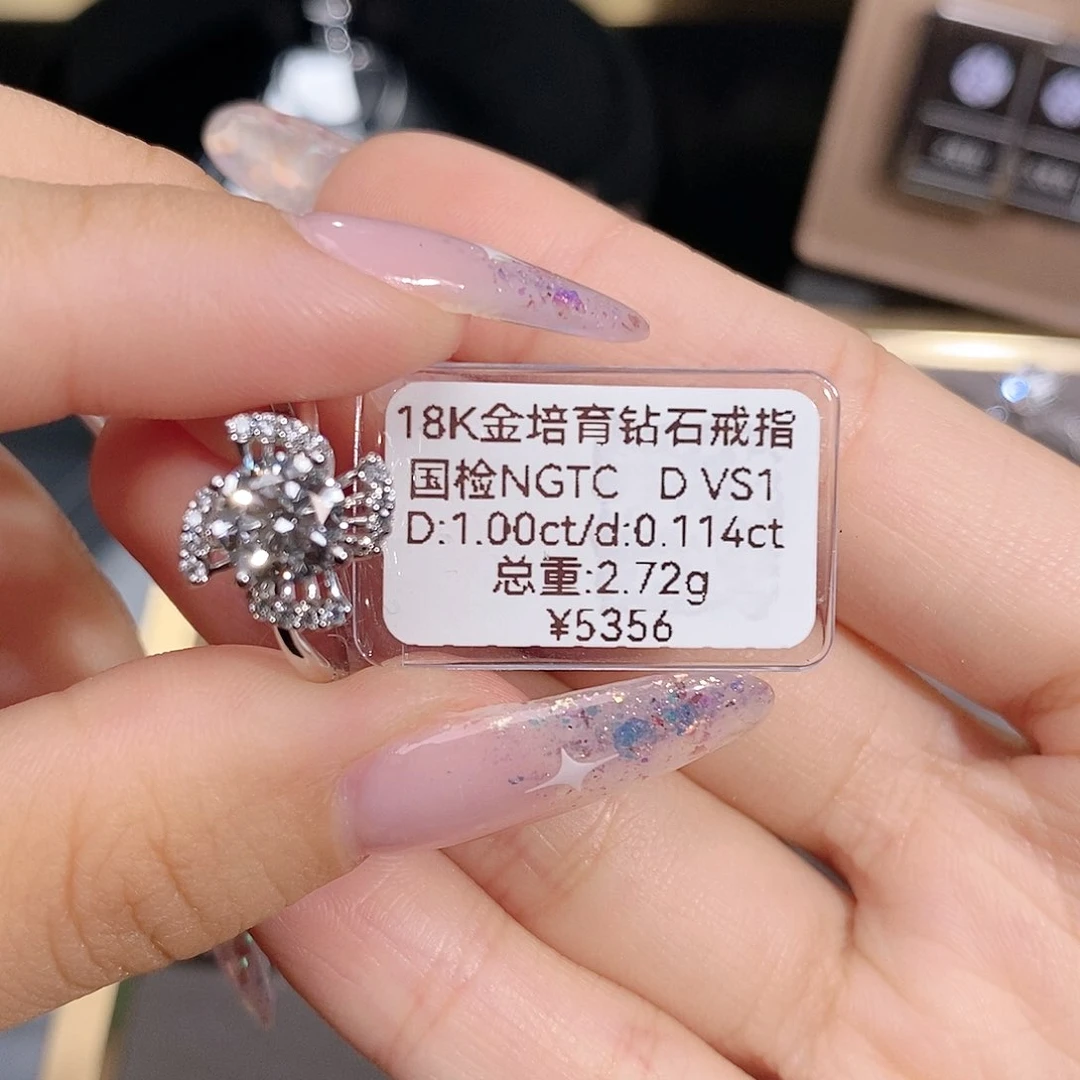 18K金培育钻石戒指
国检NGTC D VS1
D:1.00ct/d:0.114ct
总重:2.72g
¥5356